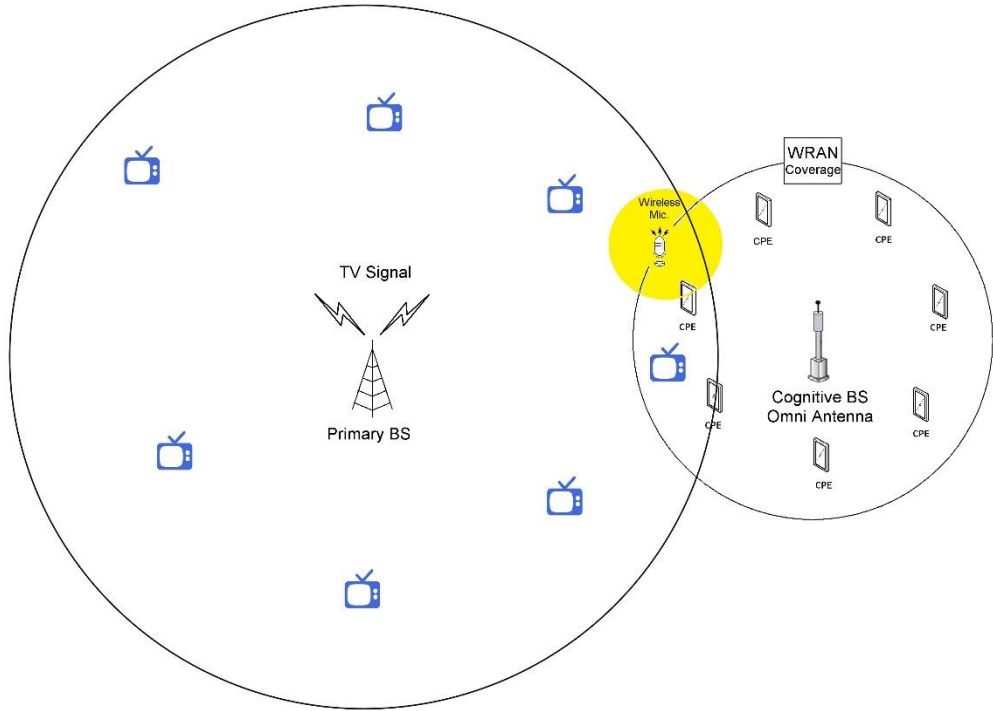 WRAN
Coverage
Wireless
Mic.
CPE
CPE
TV Signal
CPE
CPE
Primary BS
Cognitive BS
Omni Antenna
CPE
CPE
CPE